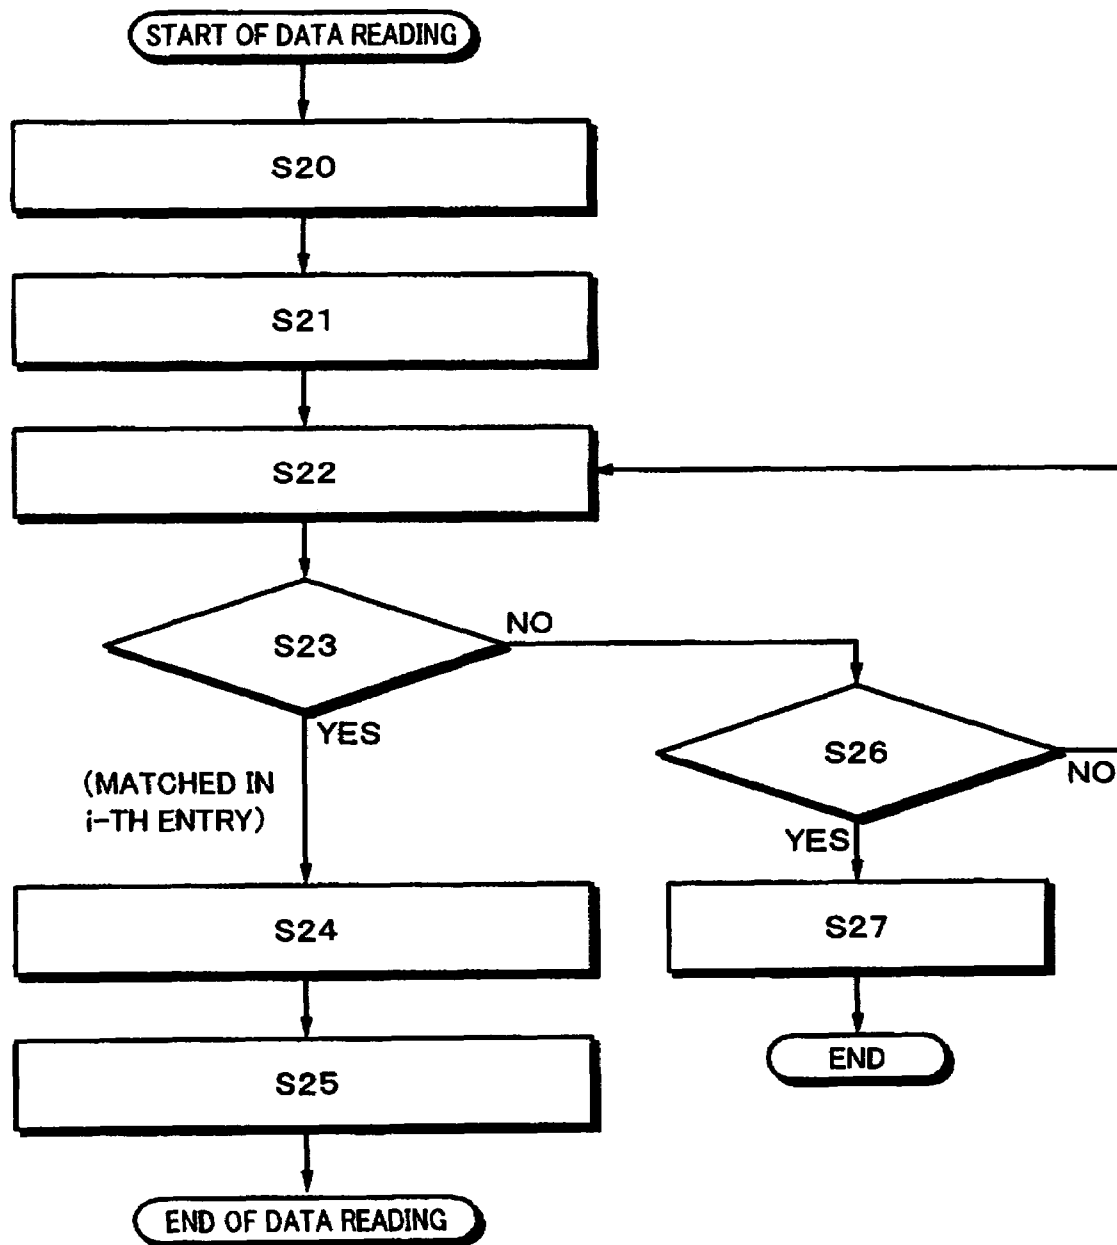 START OF DATA READING
S20
S21
S22
S23
NO
YES
(MATCHED IN
i-TH ENTRY)
S26
NO
YES
S24
S27
S25
END
END OF DATA READING